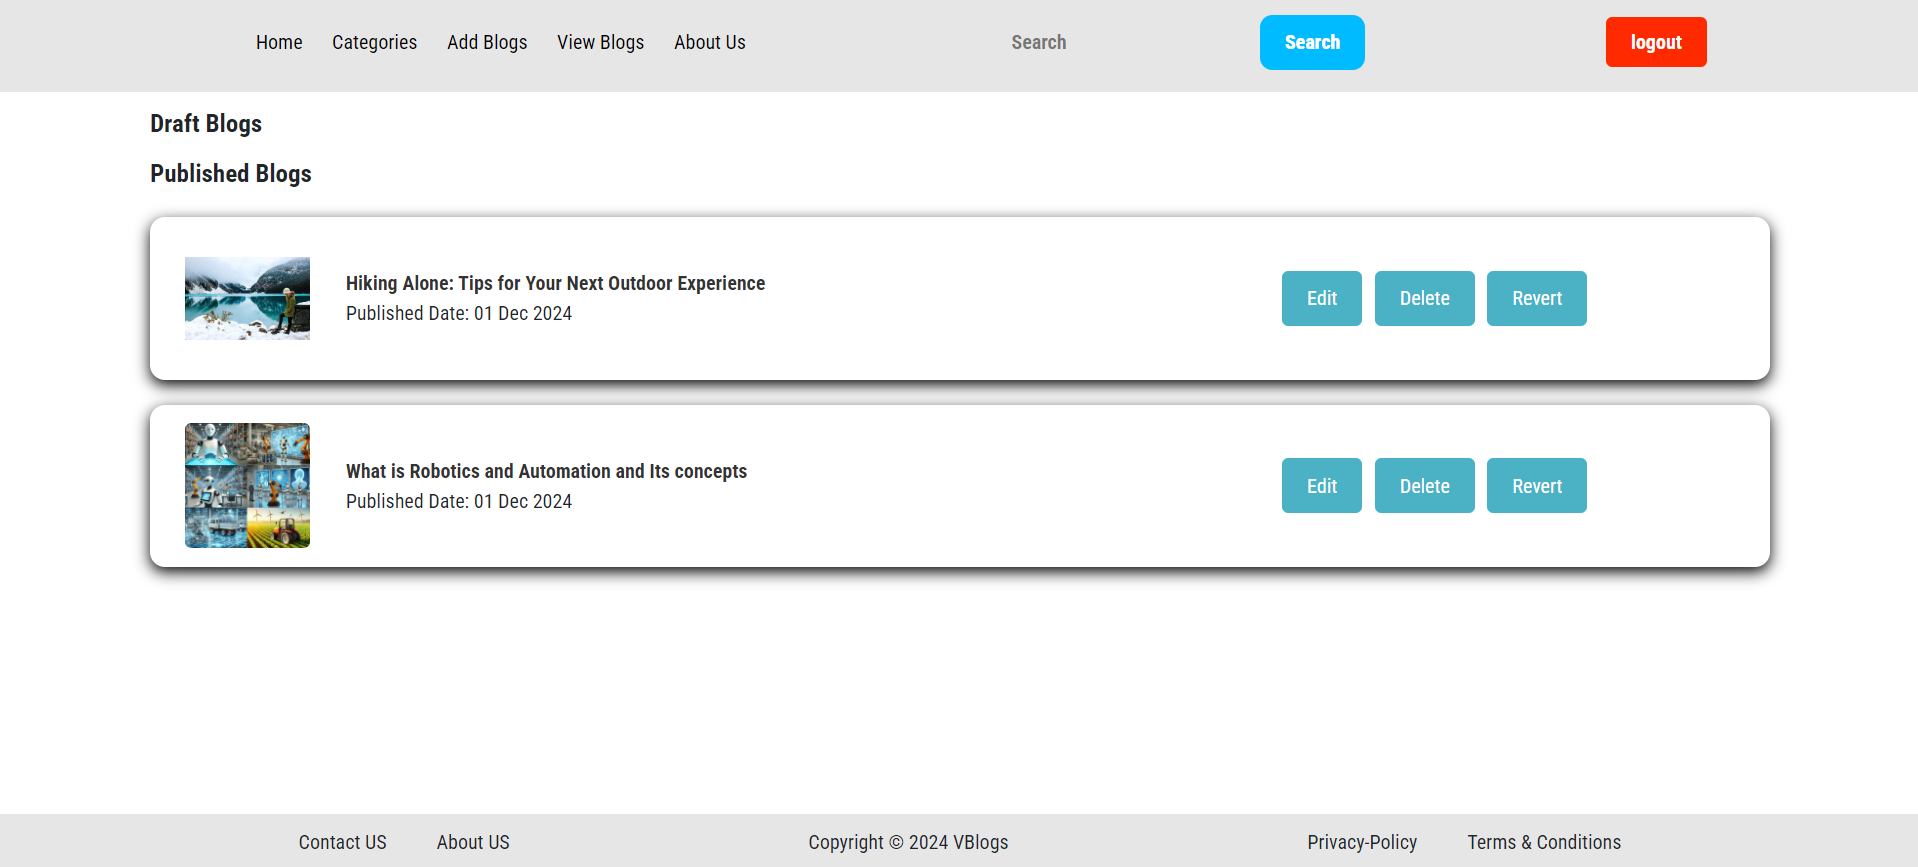 Home Categories Add Blogs View Blogs About Us Search Search logout
Draft Blogs
Published Blogs
Hiking Alone: Tips for Your Next Outdoor Experience
Published Date: 01 Dec 2024
Edit Delete Revert
What is Robotics and Automation and Its concepts
Published Date: 01 Dec 2024
Edit Delete Revert
Contact US About US Copyright © 2024 VBlogs Privacy-Policy Terms & Conditions